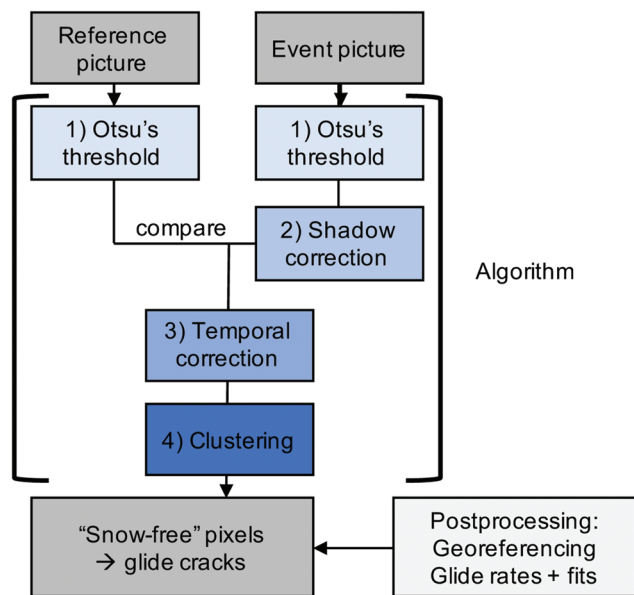 Reference
picture
Event picture
1) Otsu's
threshold
1) Otsu's
threshold
compare
2) Shadow
correction
Algorithm
3) Temporal
correction
4) Clustering
“Snow-free” pixels
→ glide cracks
Postprocessing:
Georeferencing
Glide rates + fits